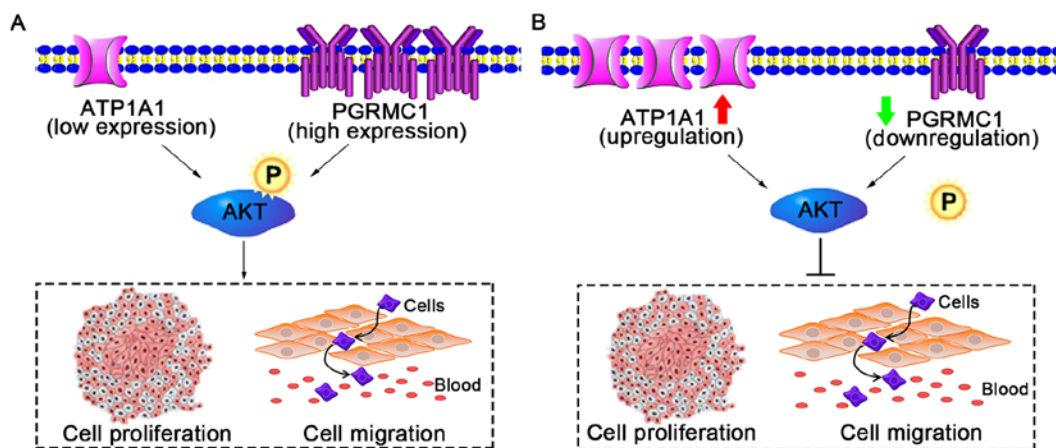 A
ATP1A1
(low expression)
PGRMC1
(high expression)
P
AKT
Cells
Blood
Cell proliferation
Cell migration
B
ATP1A1
(upregulation)
PGRMC1
(downregulation)
P
AKT
Cells
Blood
Cell proliferation
Cell migration